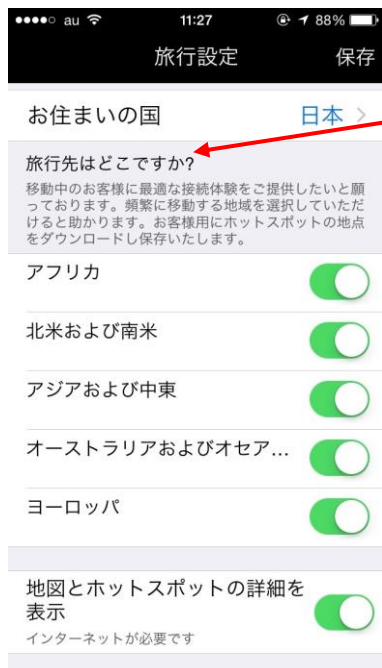 au 11:27 88%
旅行設定 保存
お住まいの国 日本
旅行先はどこですか?
移動中のお客様に最適な接続体験をご提供したいと願
っております。頻繁に移動する地域を選択していただ
けると助かります。お客様用にホットスポットの地点
をダウンロードし保存いたします。
アフリカ
北米および南米
アジアおよび中東
オーストラリアおよびオセア...
ヨーロッパ
地図とホットスポットの詳細を
表示
インターネットが必要です